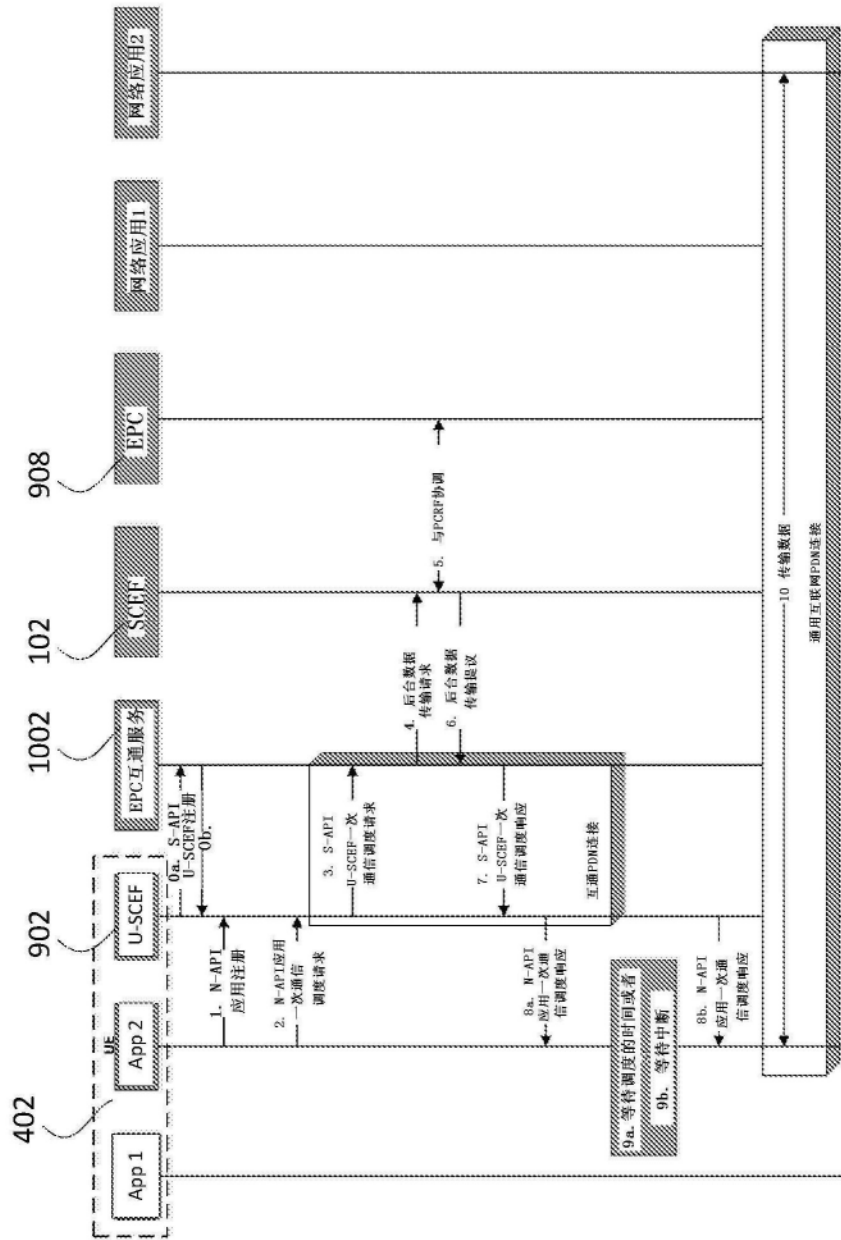 402
902
1002
102
908
UE
App 1
App 2
U-SCEF
EPC互通服务
SCEF
EPC
网络应用1
网络应用2
0a. S-API
U-SCEF注册
0b.
1. N-API
应用注册
2. N-API应用
一次通信
调度请求
3. S-API
U-SCEF一次
通信调度请求
4. 后台数据
传输请求
5. 与PCRF协调
6. 后台数据
传输提议
7. S-API
U-SCEF一次
通信调度响应
互通PDN连接
8a. N-API
应用一次通
信调度响应
9a. 等待调度的时间或者
9b. 等待中断
8b. N-API
应用一次通
信调度响应
10 传输数据
通用互联网PDN连接